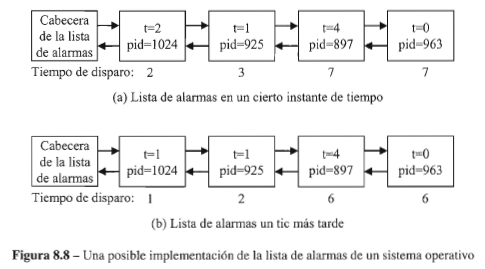 Cabecera
de la lista
de alarmas
t=2
pid=1024
t=1
pid=925
t=4
pid=897
t=0
pid=963
Tiempo de disparo: 2 3 7 7
(a) Lista de alarmas en un cierto instante de tiempo
Cabecera
de la lista
de alarmas
t=1
pid=1024
t=1
pid=925
t=4
pid=897
t=0
pid=963
Tiempo de disparo: 1 2 6 6
(b) Lista de alarmas un tic más tarde
Figura 8.8 – Una posible implementación de la lista de alarmas de un sistema operativo